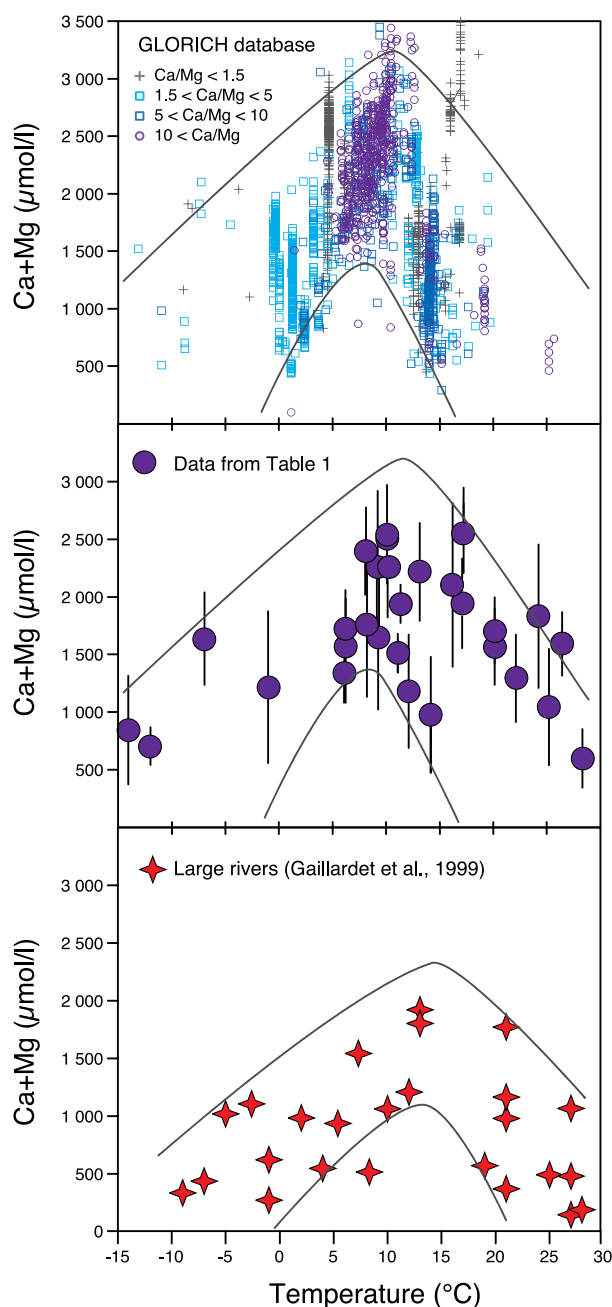 3 500
GLORICH database
Ca/Mg < 1.5
1.5 < Ca/Mg < 5
5 < Ca/Mg < 10
10 < Ca/Mg
3 000
2 500
2 000
1 500
1 000
500
Ca+Mg (µmol/l)
Data from Table 1
3 000
2 500
2 000
1 500
1 000
500
Ca+Mg (µmol/l)
Large rivers (Gaillardet et al., 1999)
3 000
2 500
2 000
1 500
1 000
500
0
Ca+Mg (µmol/l)
-15 -10 -5 0 5 10 15 20 25 30
Temperature (°C)